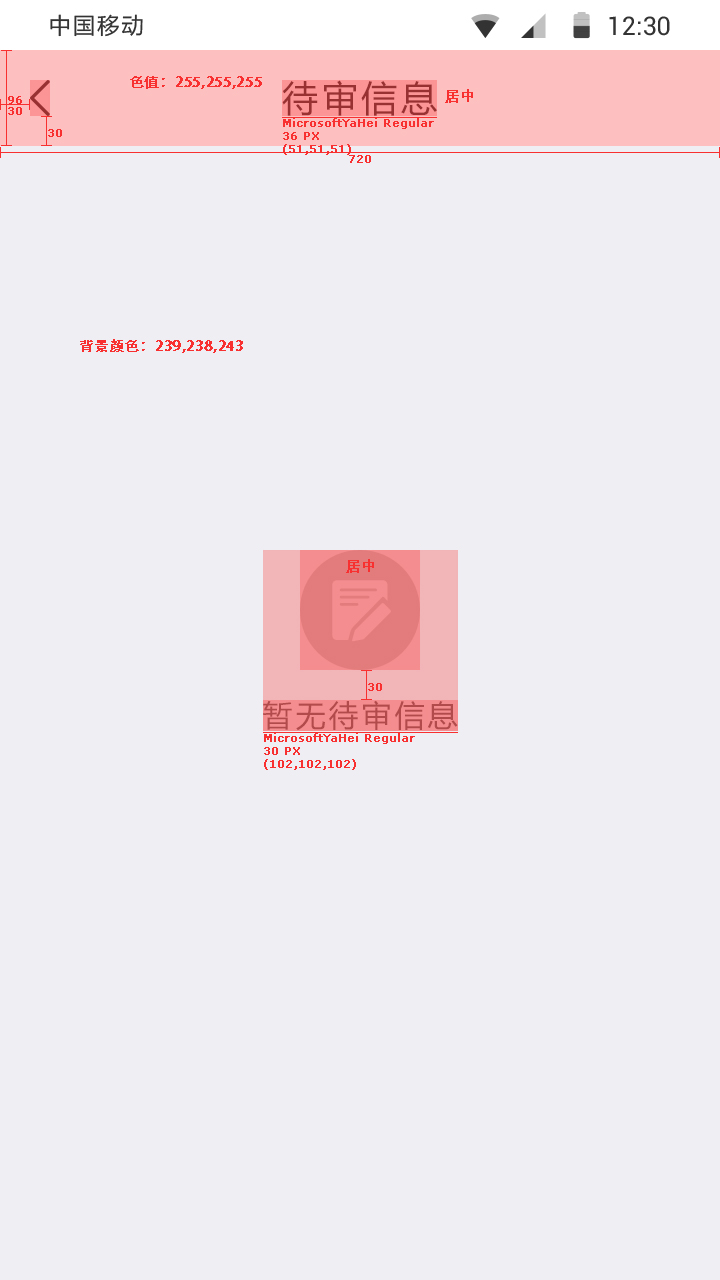 中国移动 12:30
色值：255,255,255
待审信息 居中
96
30
30
MicrosoftYaHei Regular
36 PX
(51,51,51)
720
背景颜色：239,238,243
居中
30
暂无待审信息
MicrosoftYaHei Regular
30 PX
(102,102,102)